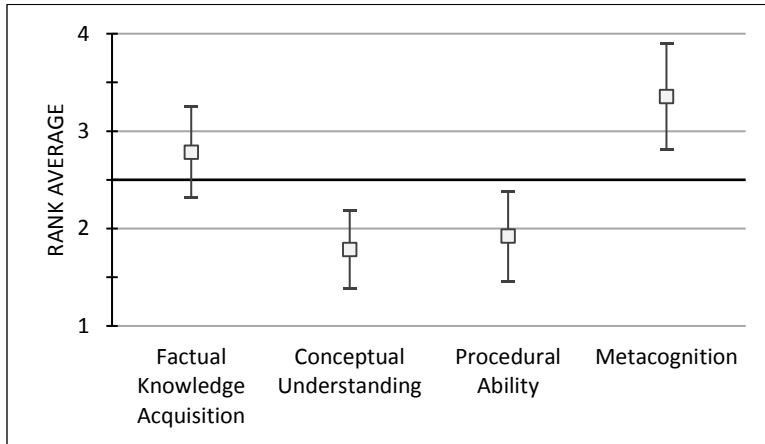 4
3
2
1
RANK AVERAGE
Factual
Knowledge
Acquisition
Conceptual
Understanding
Procedural
Ability
Metacognition